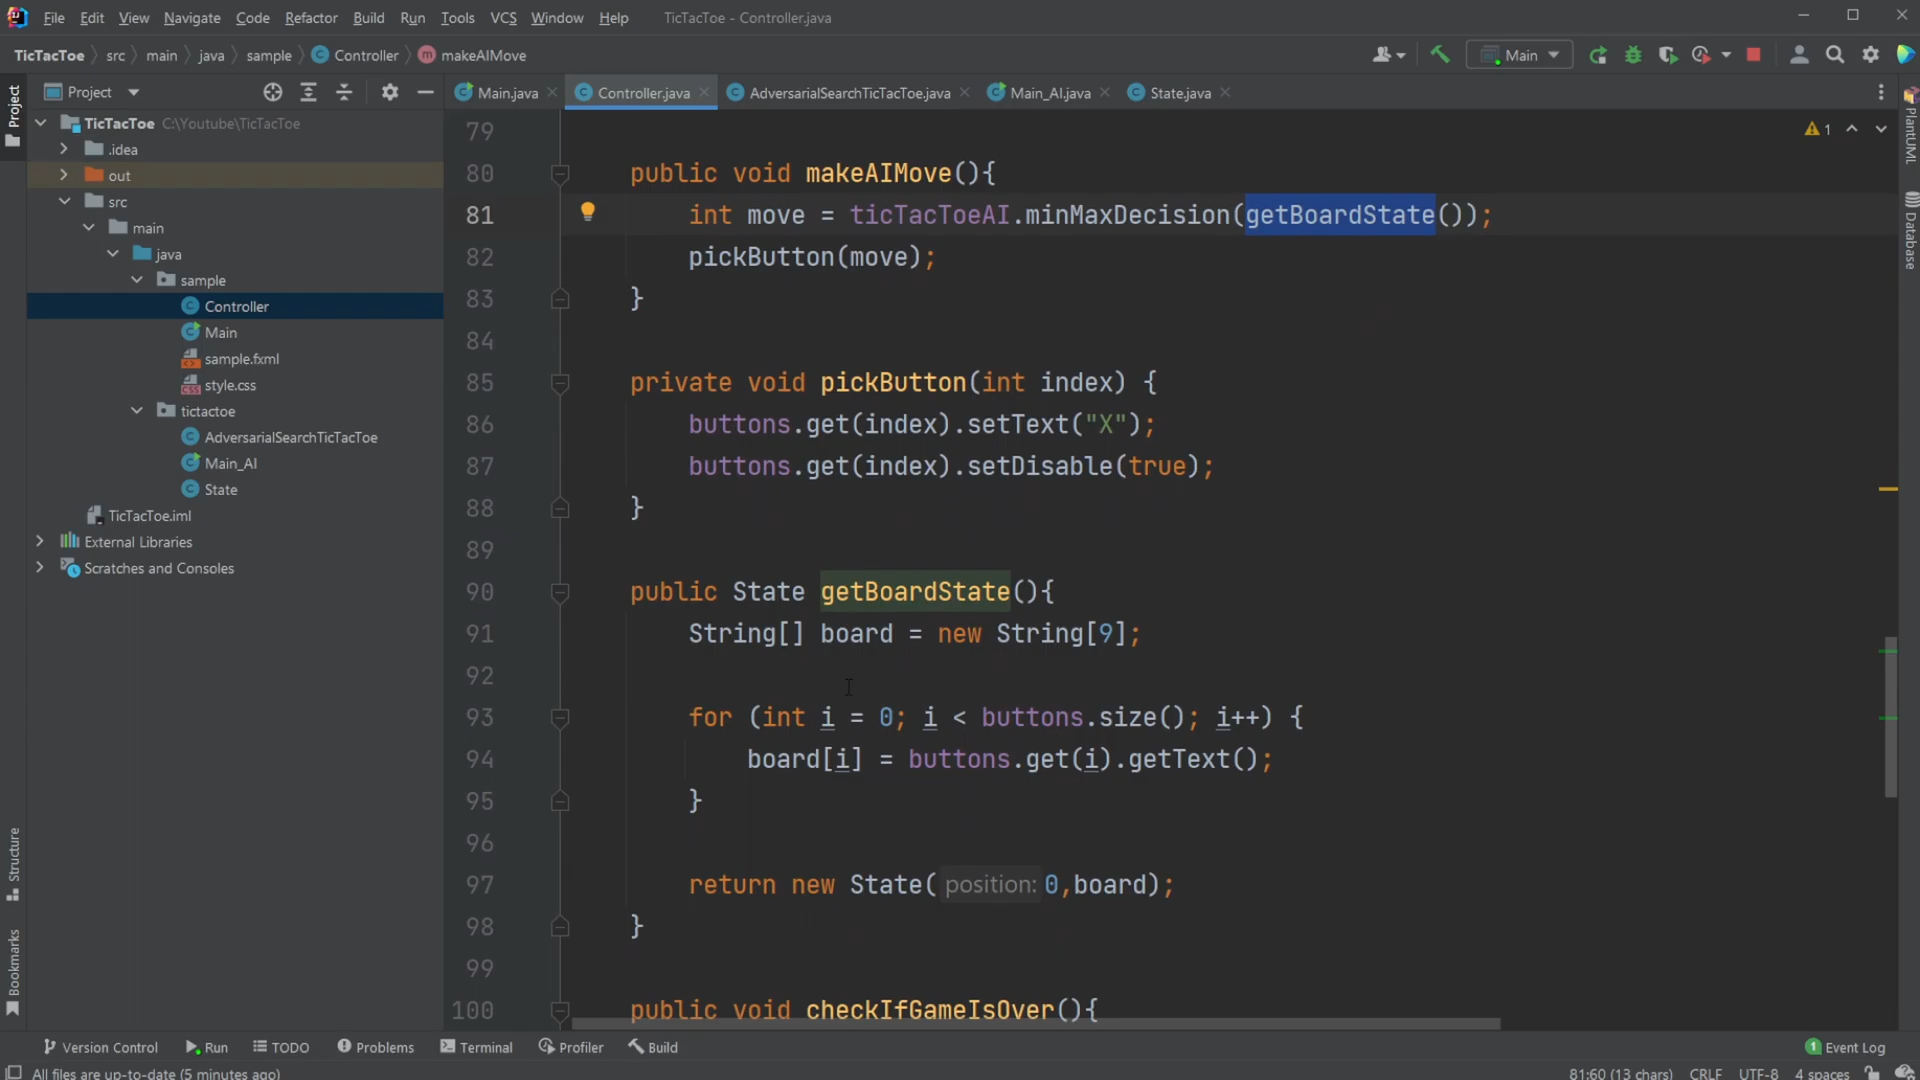 File Edit View Navigate Code Refactor Build Run Tools VCS Window Help TicTacToe - Controller.java
TicTacToe src main java sample Controller makeAIMove Main
Project
Project
Main.java Controller.java AdversarialSearchTicTacToe.java Main_AI.java State.java
TicTacToe C:\Youtube\TicTacToe
.idea
out
src
main
java
sample
Controller
Main
sample.fxml
style.css
tictactoe
AdversarialSearchTicTacToe
Main_AI
State
TicTacToe.iml
External Libraries
Scratches and Consoles
Structure
Bookmarks
79
80 public void makeAIMove(){
81 int move = ticTacToeAI.minMaxDecision(getBoardState());
82 pickButton(move);
83 }
84
85 private void pickButton(int index) {
86 buttons.get(index).setText("X");
87 buttons.get(index).setDisable(true);
88 }
89
90 public State getBoardState(){
91 String[] board = new String[9];
92
93 for (int i = 0; i < buttons.size(); i++) {
94 board[i] = buttons.get(i).getText();
95 }
96
97 return new State( position: 0,board);
98 }
99
100 public void checkIfGameIsOver(){
1
PlantUML
Database
Version Control Run TODO Problems Terminal Profiler Build 1 Event Log
All files are up-to-date (5 minutes ago) 81:60 (13 chars) CRLF UTF-8 4 spaces